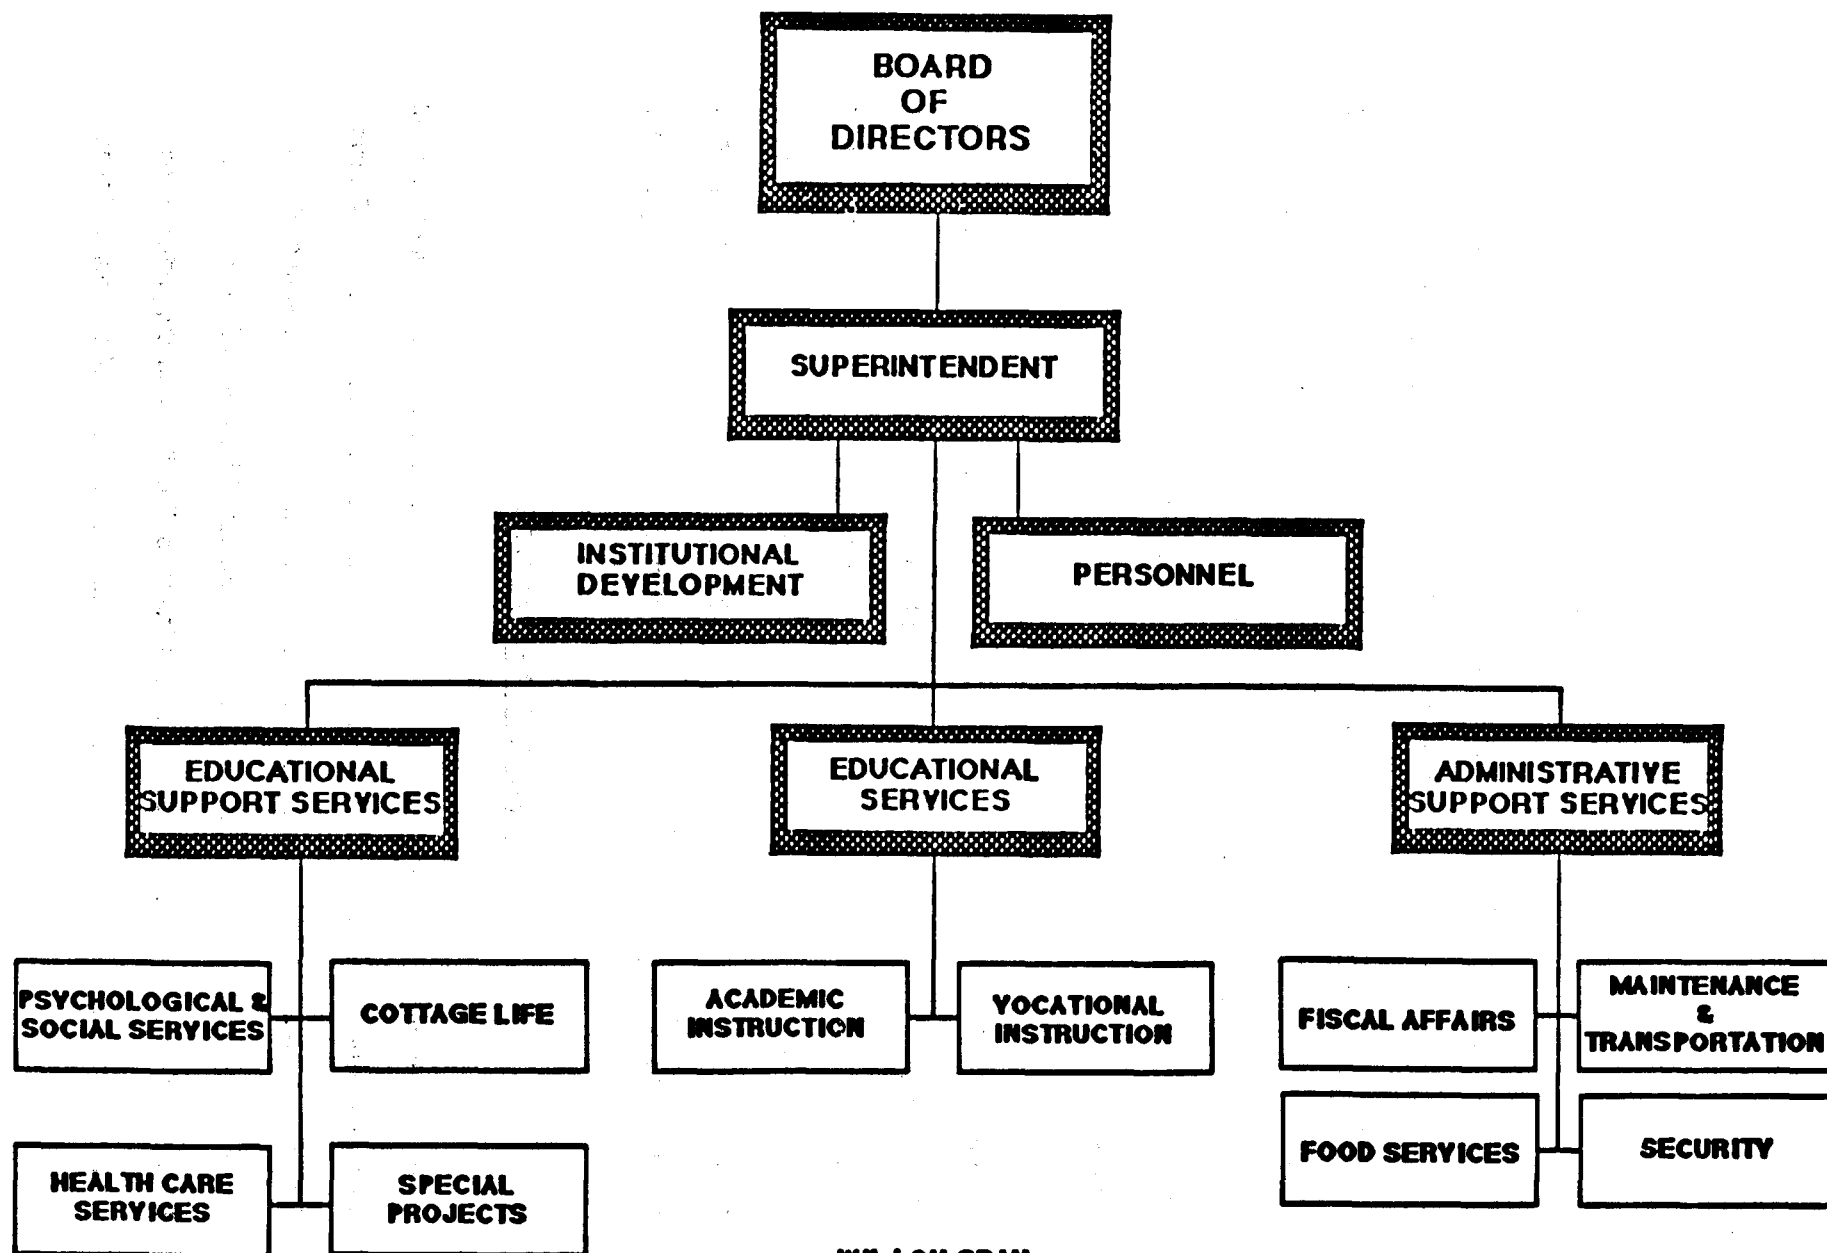 BOARD
OF
DIRECTORS
SUPERINTENDENT
INSTITUTIONAL
DEVELOPMENT
PERSONNEL
EDUCATIONAL
SUPPORT SERVICES
EDUCATIONAL
SERVICES
ADMINISTRATIVE
SUPPORT SERVICES
PSYCHOLOGICAL &
SOCIAL SERVICES
COTTAGE LIFE
ACADEMIC
INSTRUCTION
VOCATIONAL
INSTRUCTION
FISCAL AFFAIRS
MAINTENANCE
&
TRANSPORTATION
HEALTH CARE
SERVICES
SPECIAL
PROJECTS
FOOD SERVICES
SECURITY